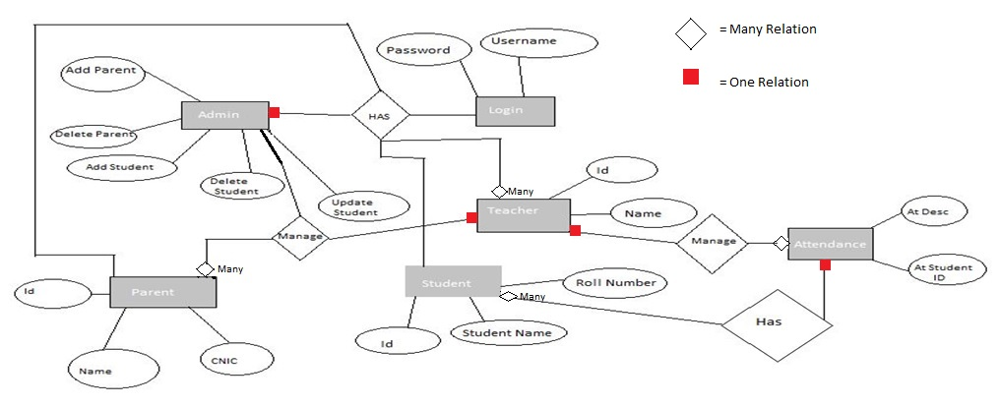 = Many Relation
= One Relation
Password
Username
Add Parent
Admin
HAS
Login
Delete Parent
Add Student
Delete
Student
Update
Student
Many
Id
Teacher
Name
At Desc
Manage
Manage
Attendance
Many
At Student
ID
Id
Parent
Student
Roll Number
Many
Has
Id
Student Name
Name
CNIC